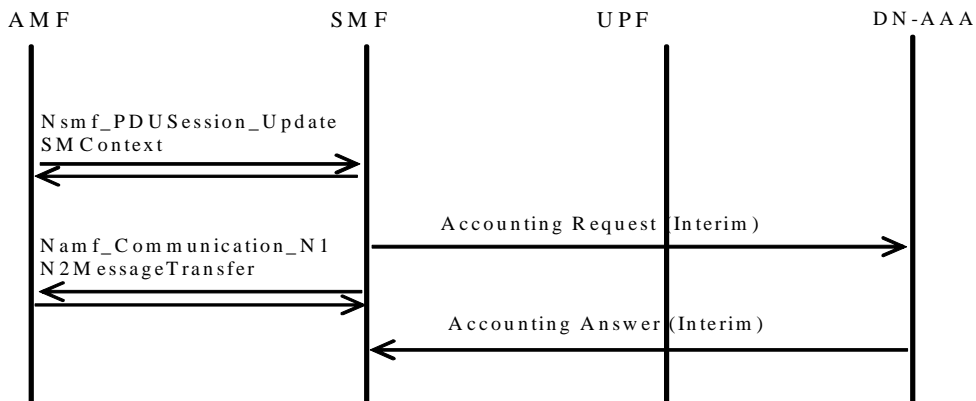 AMF SMF UPF DN-AAA
Nsmf_PDUSession_Update
SMContext
Accounting Request (Interim)
Namf_Communication_N1
N2MessageTransfer
Accounting Answer (Interim)